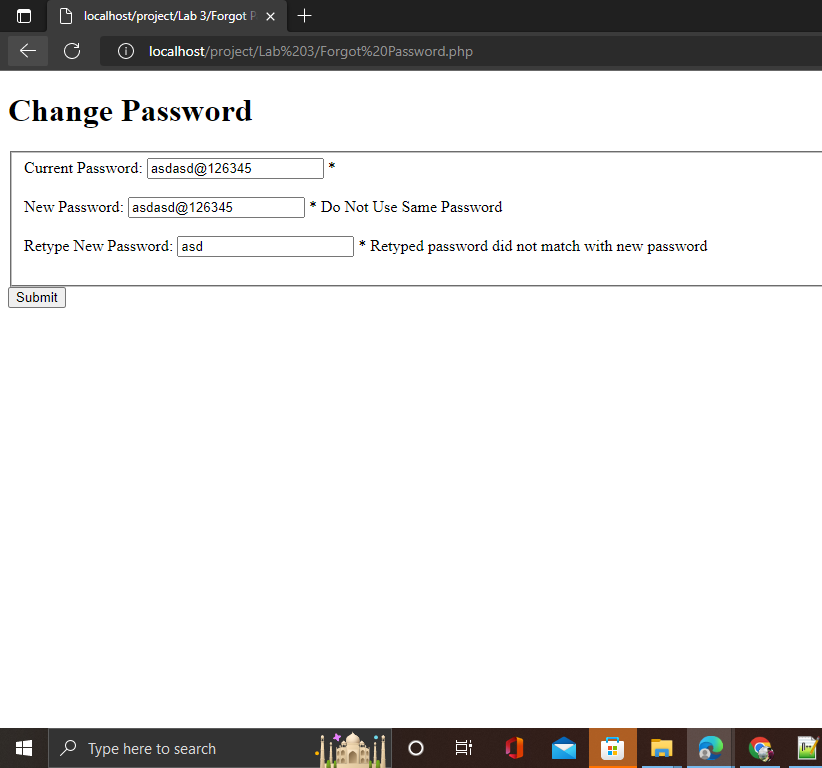 localhost/project/Lab 3/Forgot P
localhost/project/Lab%203/Forgot%20Password.php
Change Password
Current Password: asdasd@126345 *
New Password: asdasd@126345 * Do Not Use Same Password
Retype New Password: asd * Retyped password did not match with new password
Submit
Type here to search